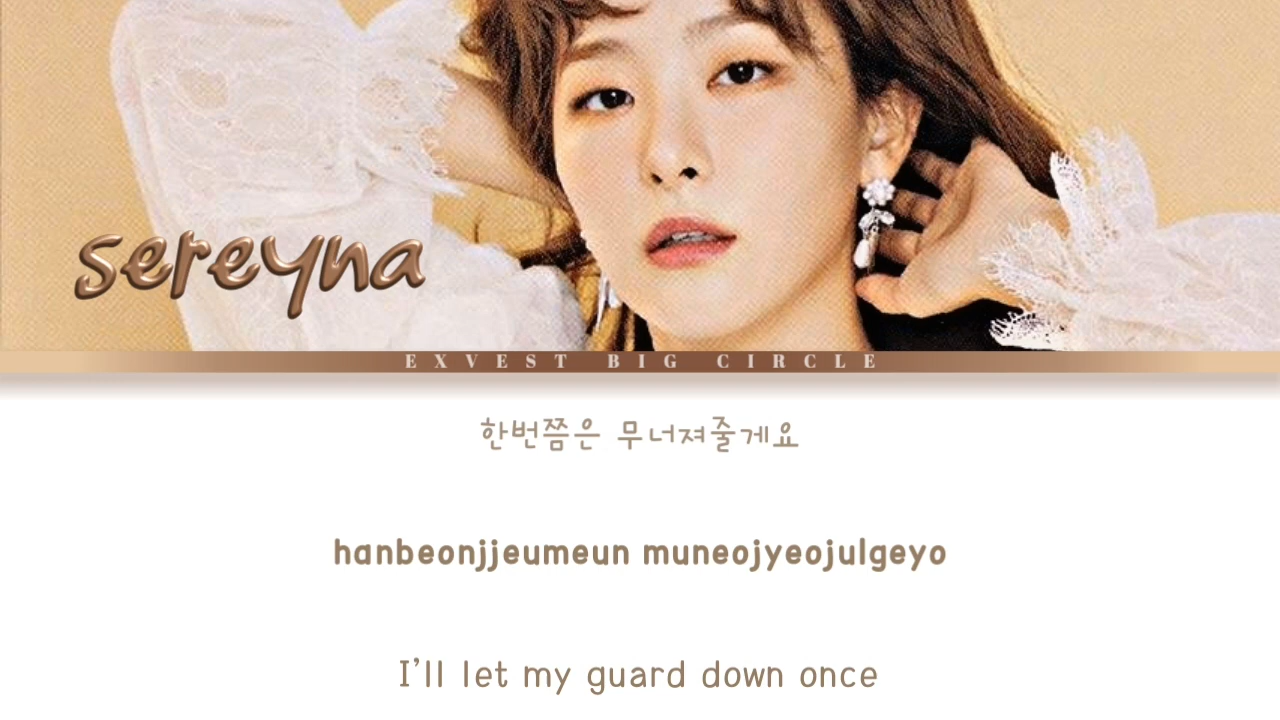 sereyna
EXVEST BIG CIRCLE
한번쯤은 무너져줄게요
hanbeonjjeumeun muneojyeojulgeyo
I'll let my guard down once